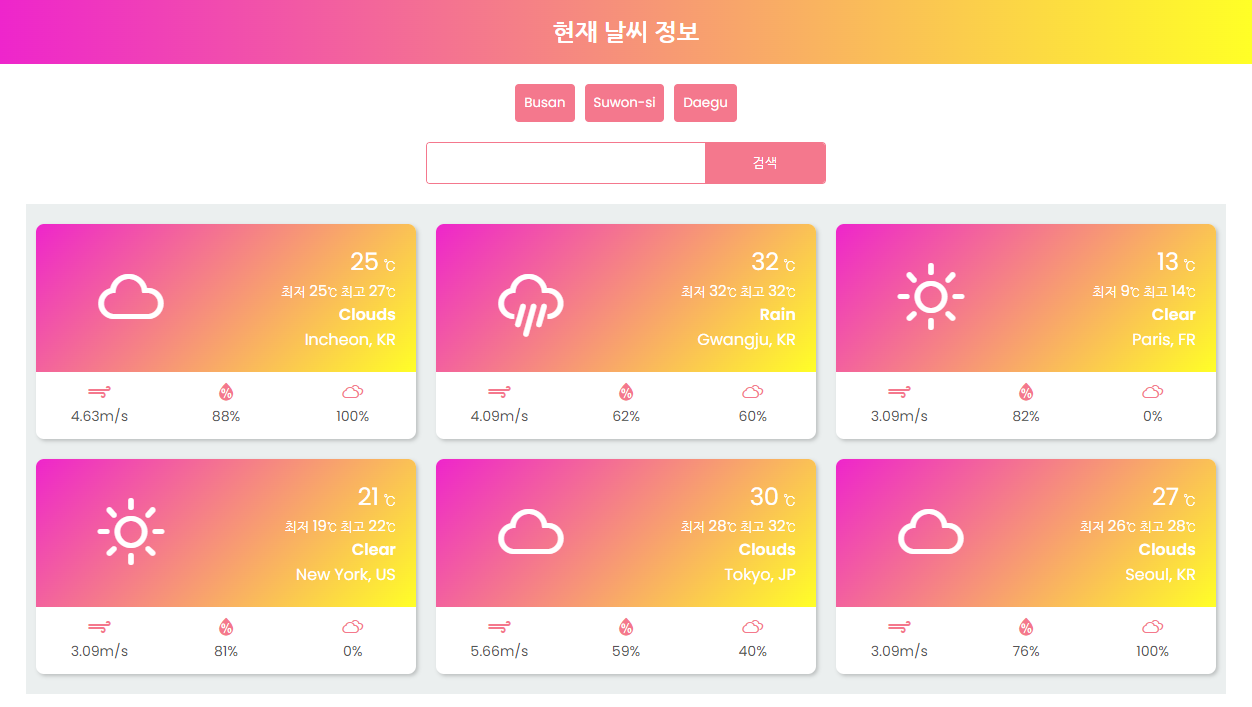 현재 날씨 정보
Busan Suwon-si Daegu
검색
25 ℃
최저 25℃ 최고 27℃
Clouds
Incheon, KR
4.63m/s 88% 100%
32 ℃
최저 32℃ 최고 32℃
Rain
Gwangju, KR
4.09m/s 62% 60%
13 ℃
최저 9℃ 최고 14℃
Clear
Paris, FR
3.09m/s 82% 0%
21 ℃
최저 19℃ 최고 22℃
Clear
New York, US
3.09m/s 81% 0%
30 ℃
최저 28℃ 최고 32℃
Clouds
Tokyo, JP
5.66m/s 59% 40%
27 ℃
최저 26℃ 최고 28℃
Clouds
Seoul, KR
3.09m/s 76% 100%